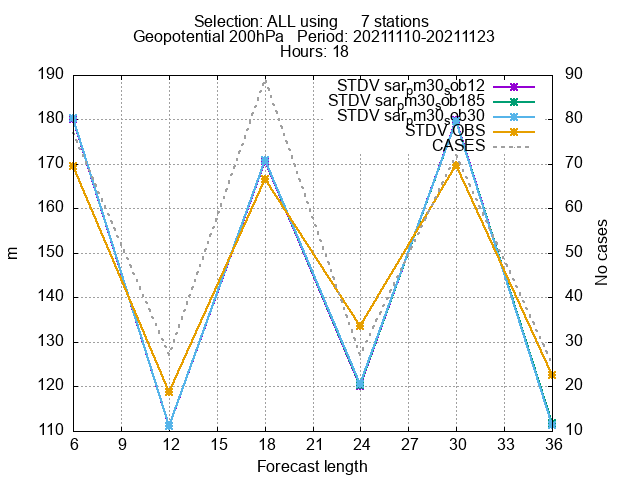 Selection: ALL using 7 stations
Geopotential 200hPa Period: 20211110-20211123
Hours: 18
190 90
STDV sar_pm30_sob12
STDV sar_pm30_sob185
STDV sar_pm30_sob30
STDV OBS
CASES
180 80
170 70
160 60
150 50
140 40
130 30
120 20
110 10
m
No cases
6 9 12 15 18 21 24 27 30 33 36
Forecast length